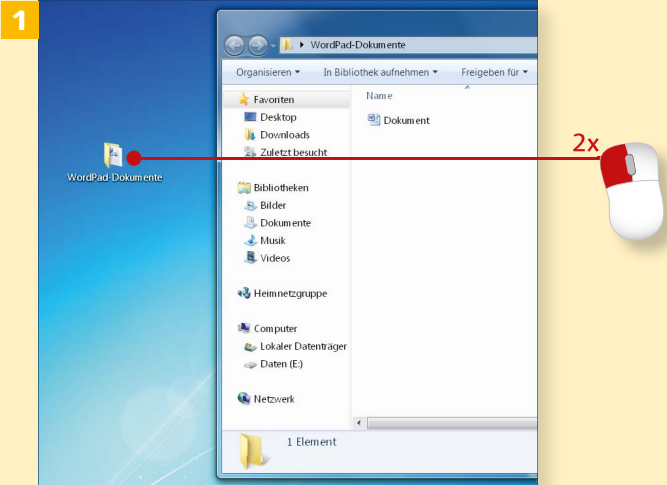 1
WordPad-Dokumente
Organisieren
In Bibliothek aufnehmen
Freigeben für
Favoriten
Desktop
Downloads
Zuletzt besucht
Bibliotheken
Bilder
Dokumente
Musik
Videos
Heimnetzgruppe
Computer
Lokaler Datenträger
Daten (E:)
Netzwerk
Name
Dokument
1 Element
WordPad-Dokumente
2x